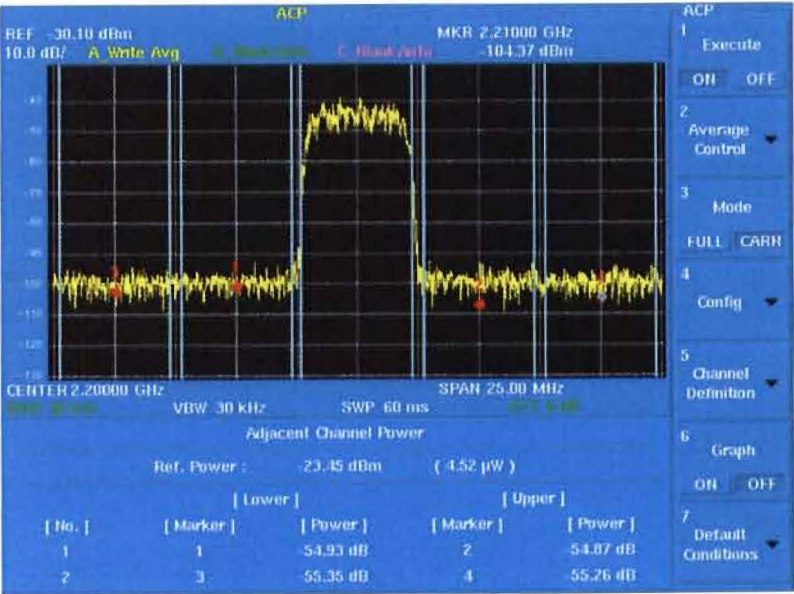 ACP
REF -30.10 dBm
MKR 2.21000 GHz
10.0 dB/ A Write Avg
-104.37 dBm
CENTER 2.20000 GHz
SPAN 25.00 MHz
VBW 30 kHz
SWP 60 ms
Adjacent Channel Power
Ref. Power : -23.45 dBm ( 4.52 µW )
[ Lower ] [ Upper ]
[ No. ] [ Marker ] [ Power ] [ Marker ] [ Power ]
1 1 -54.93 dB 2 -54.87 dB
2 3 -55.35 dB 4 -55.26 dB
ACP
1
Execute
ON OFF
2
Average
Control
3
Mode
FULL CARR
4
Config
5
Channel
Definition
6
Graph
ON OFF
7
Default
Conditions